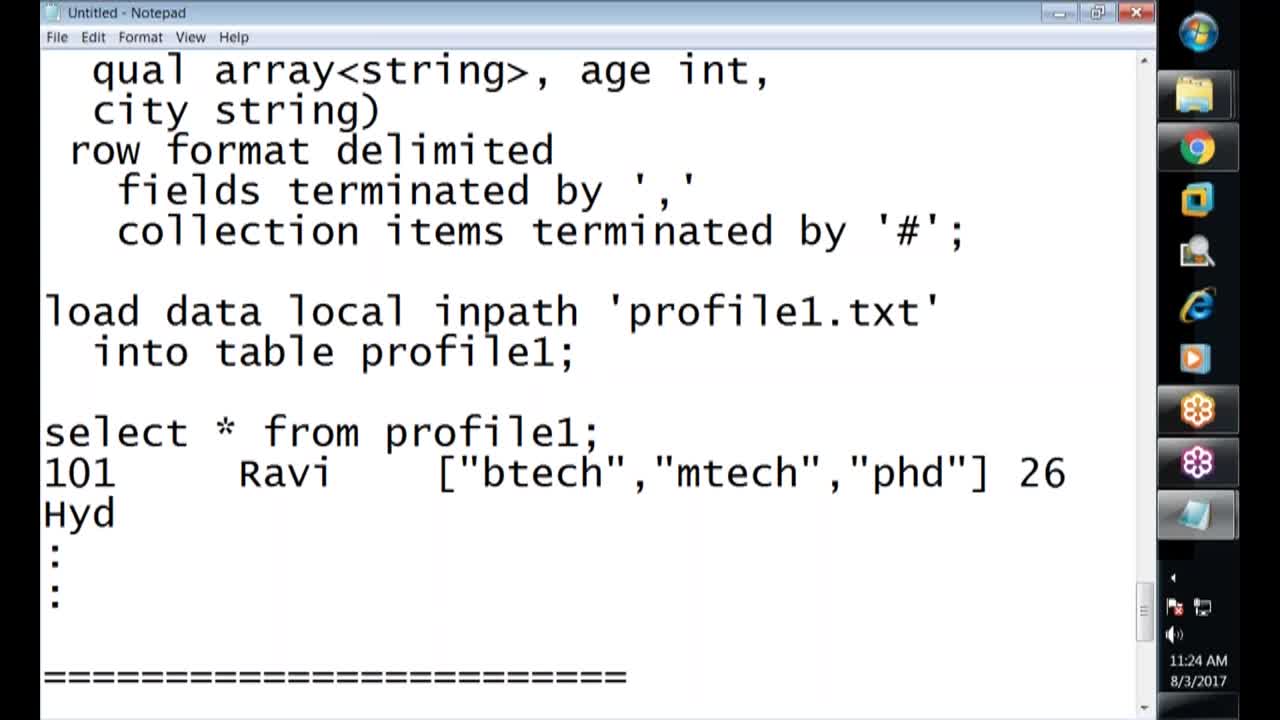 Untitled - Notepad
File Edit Format View Help
qual array<string>, age int,
city string)
row format delimited
fields terminated by ','
collection items terminated by '#';
load data local inpath 'profile1.txt'
into table profile1;
select * from profile1;
101 Ravi ["btech","mtech","phd"] 26
Hyd
:
:
========================
11:24 AM
8/3/2017